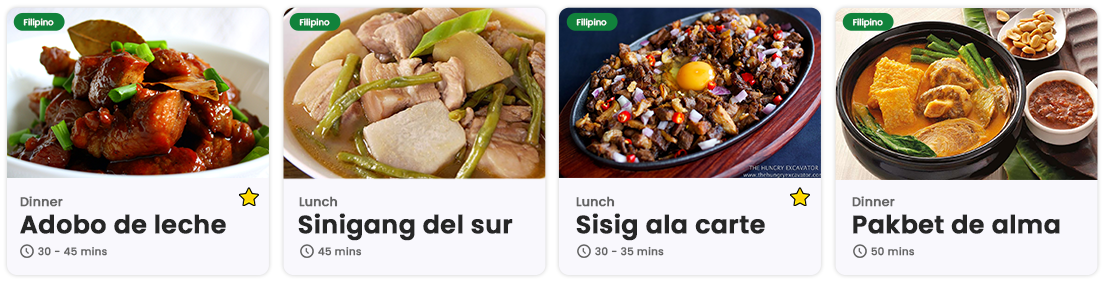 Filipino
Dinner
Adobo de leche
30 - 45 mins
Filipino
Lunch
Sinigang del sur
45 mins
Filipino
THE HUNGRY EXCAVATOR
www.thehungryexcavator.com
Lunch
Sisig ala carte
30 - 35 mins
Filipino
Dinner
Pakbet de alma
50 mins